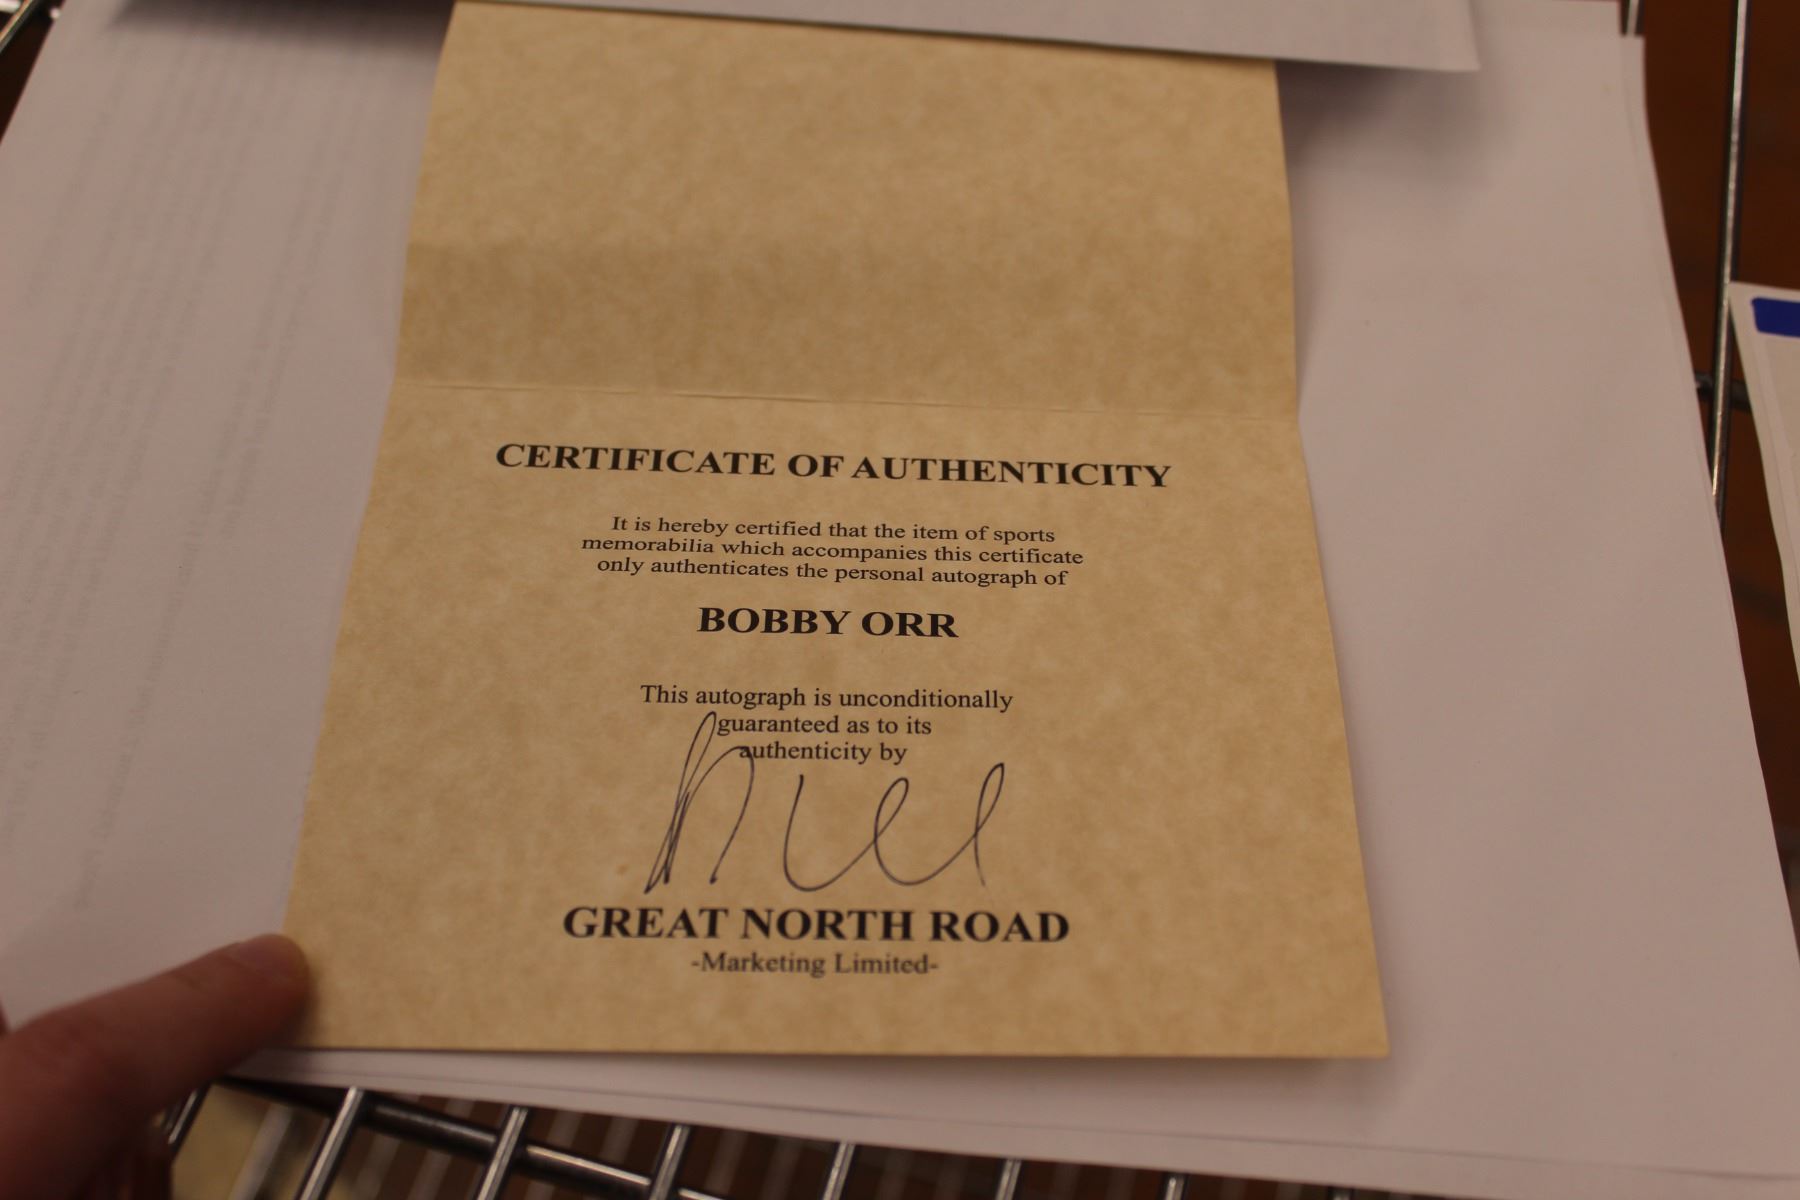 CERTIFICATE OF AUTHENTICITY
It is hereby certified that the item of sports
memorabilia which accompanies this certificate
only authenticates the personal autograph of
BOBBY ORR
This autograph is unconditionally
guaranteed as to its
authenticity by
GREAT NORTH ROAD
-Marketing Limited-